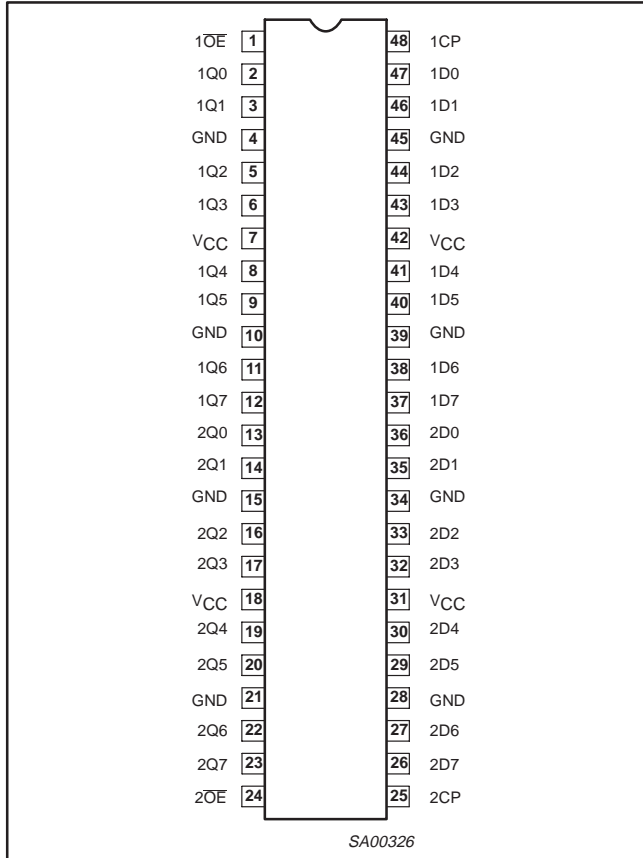 1O̅E̅ 1 48 1CP
1Q0 2 47 1D0
1Q1 3 46 1D1
GND 4 45 GND
1Q2 5 44 1D2
1Q3 6 43 1D3
VCC 7 42 VCC
1Q4 8 41 1D4
1Q5 9 40 1D5
GND 10 39 GND
1Q6 11 38 1D6
1Q7 12 37 1D7
2Q0 13 36 2D0
2Q1 14 35 2D1
GND 15 34 GND
2Q2 16 33 2D2
2Q3 17 32 2D3
VCC 18 31 VCC
2Q4 19 30 2D4
2Q5 20 29 2D5
GND 21 28 GND
2Q6 22 27 2D6
2Q7 23 26 2D7
2O̅E̅ 24 25 2CP
SA00326